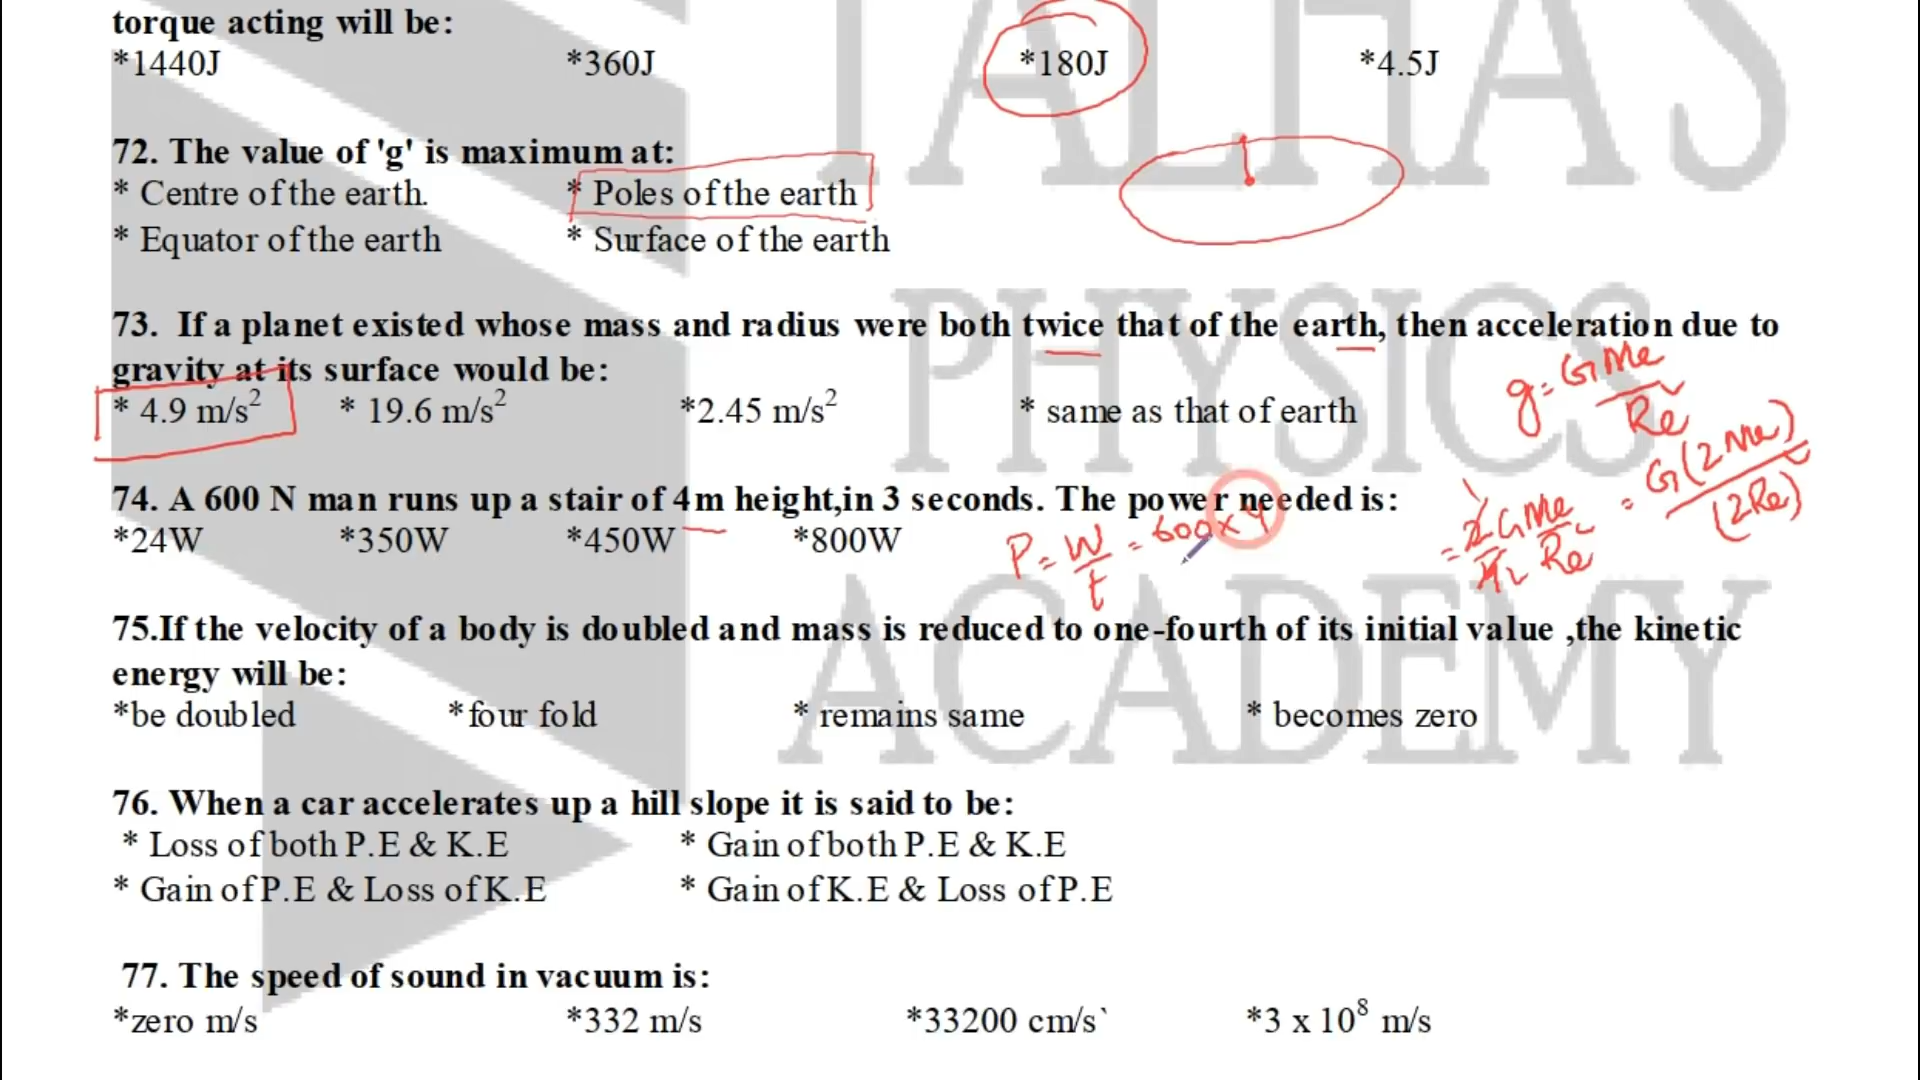 torque acting will be:
*1440J *360J *180J *4.5J
72. The value of 'g' is maximum at:
* Centre of the earth. * Poles of the earth
* Equator of the earth * Surface of the earth
73. If a planet existed whose mass and radius were both twice that of the earth, then acceleration due to
gravity at its surface would be:
* 4.9 m/s² * 19.6 m/s² *2.45 m/s² * same as that of earth
g = GMe / Re²
= G(2Me) / (2Re)²
= 2GMe / 4 Re²
74. A 600 N man runs up a stair of 4m height,in 3 seconds. The power needed is:
*24W *350W *450W *800W
P = W/t = 600 x 4
75.If the velocity of a body is doubled and mass is reduced to one-fourth of its initial value ,the kinetic
energy will be:
*be doubled *four fold * remains same * becomes zero
76. When a car accelerates up a hill slope it is said to be:
* Loss of both P.E & K.E * Gain of both P.E & K.E
* Gain of P.E & Loss of K.E * Gain of K.E & Loss of P.E
77. The speed of sound in vacuum is:
*zero m/s *332 m/s *33200 cm/s` *3 x 10⁸ m/s
TALHAS
PHYSICS
ACADEMY